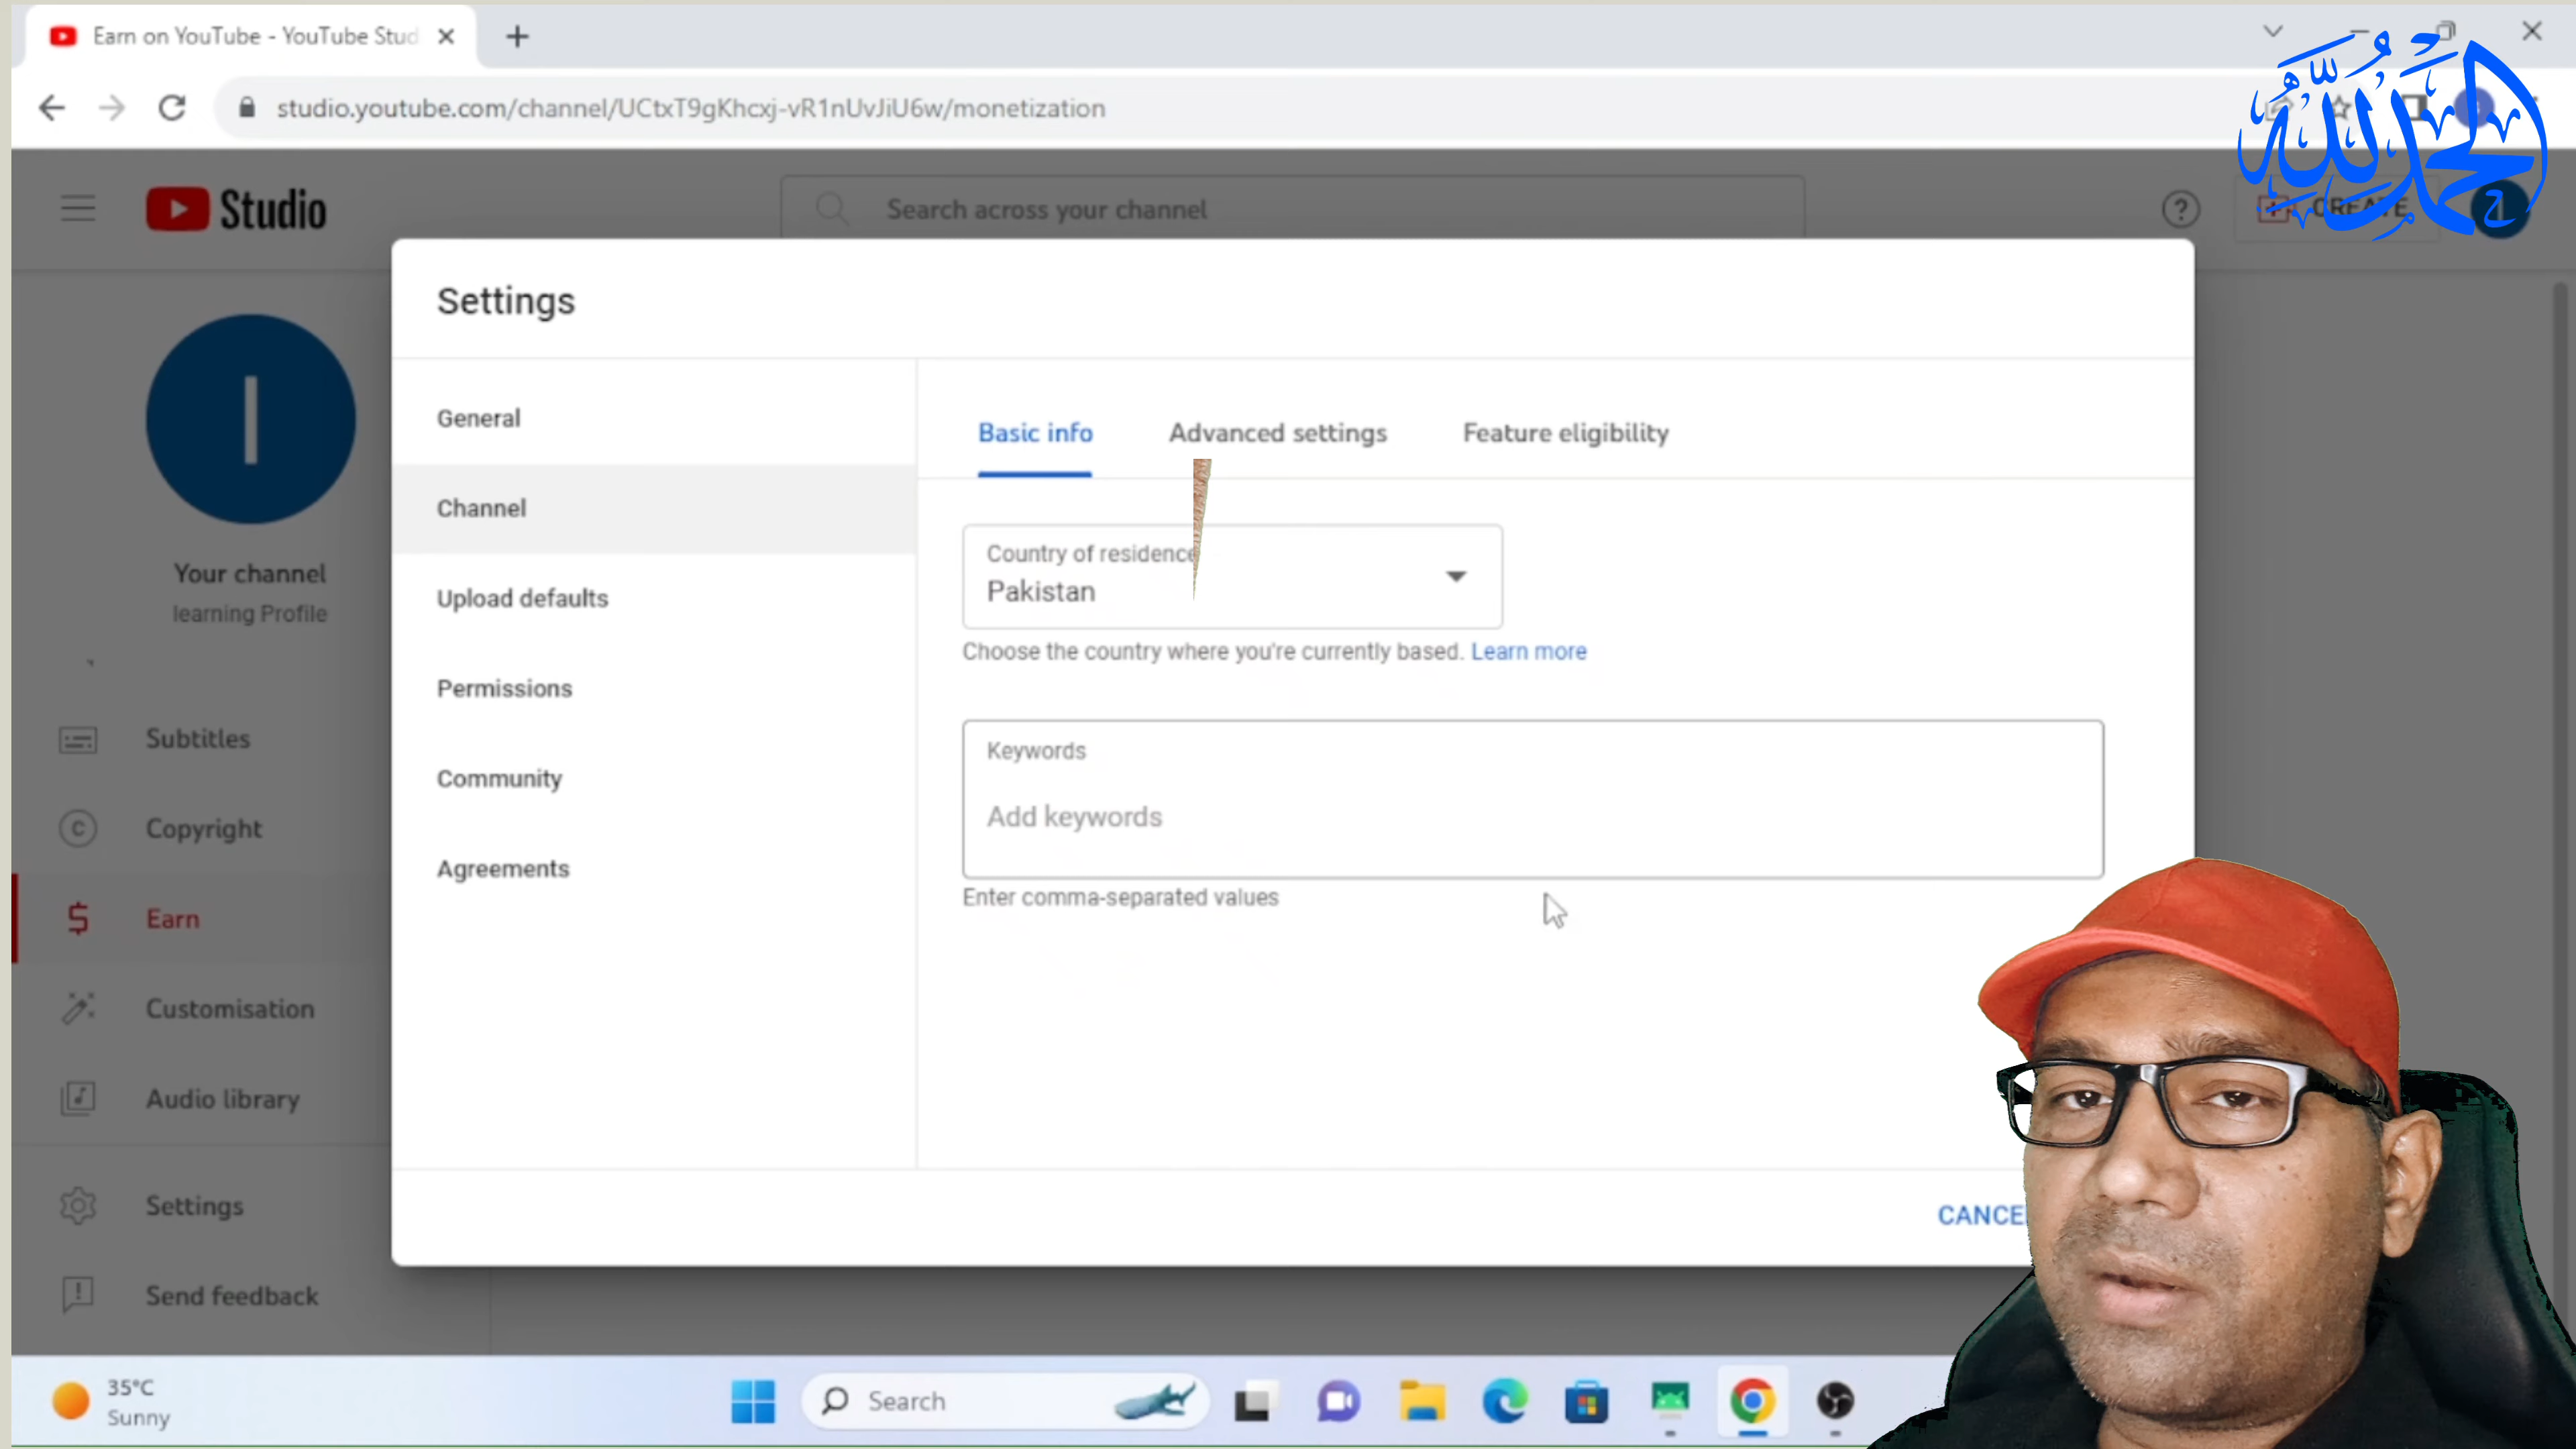 Earn on YouTube - YouTube Stud
studio.youtube.com/channel/UCtxT9gKhcxj-vR1nUvJiU6w/monetization
الحمد لله
Studio
Search across your channel
CREATE
Settings
General
Channel
Upload defaults
Permissions
Community
Agreements
Basic info
Advanced settings
Feature eligibility
Country of residence
Pakistan
Choose the country where you're currently based. Learn more
Keywords
Add keywords
Enter comma-separated values
CANCE
Your channel
learning Profile
Subtitles
Copyright
Earn
Customisation
Audio library
Settings
Send feedback
35°C
Sunny
Search